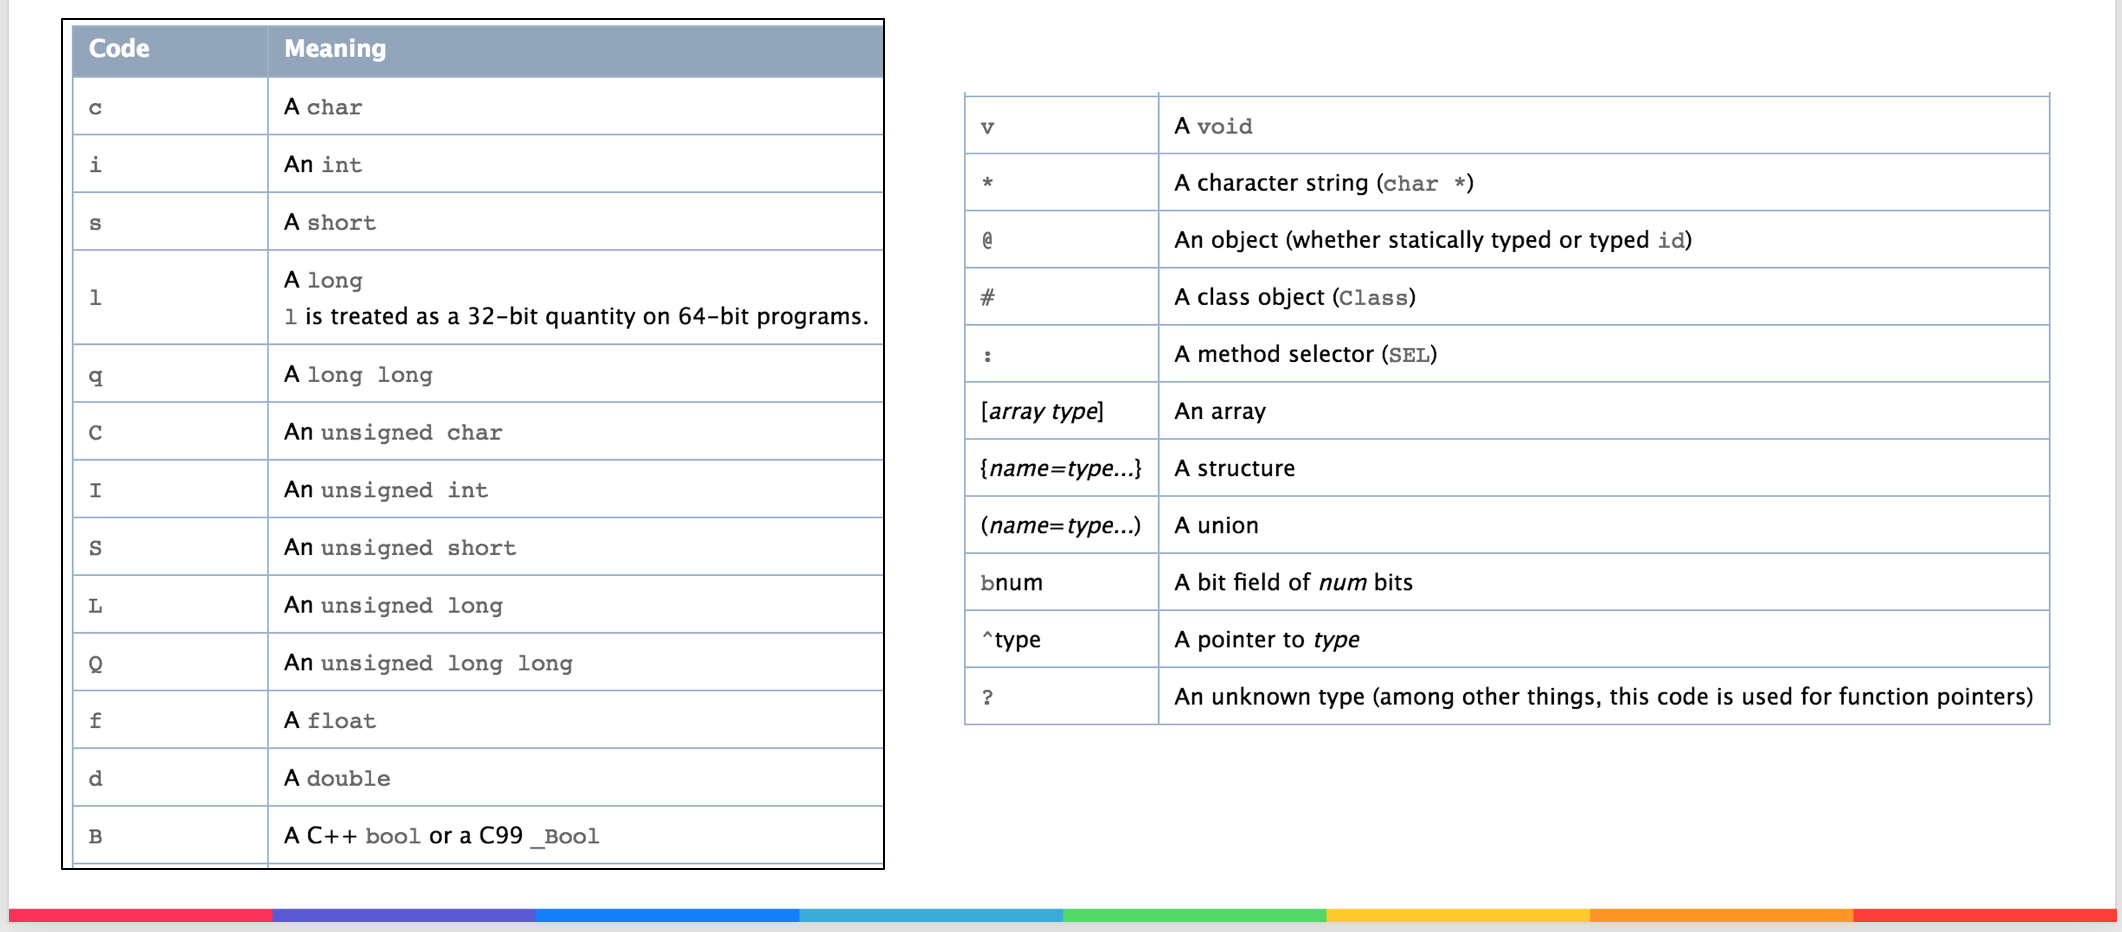 Code Meaning
c A char
i An int
s A short
l A long
l is treated as a 32-bit quantity on 64-bit programs.
q A long long
C An unsigned char
I An unsigned int
S An unsigned short
L An unsigned long
Q An unsigned long long
f A float
d A double
B A C++ bool or a C99 _Bool
v A void
* A character string (char *)
@ An object (whether statically typed or typed id)
# A class object (Class)
: A method selector (SEL)
[array type] An array
{name=type...} A structure
(name=type...) A union
bnum A bit field of num bits
^type A pointer to type
? An unknown type (among other things, this code is used for function pointers)